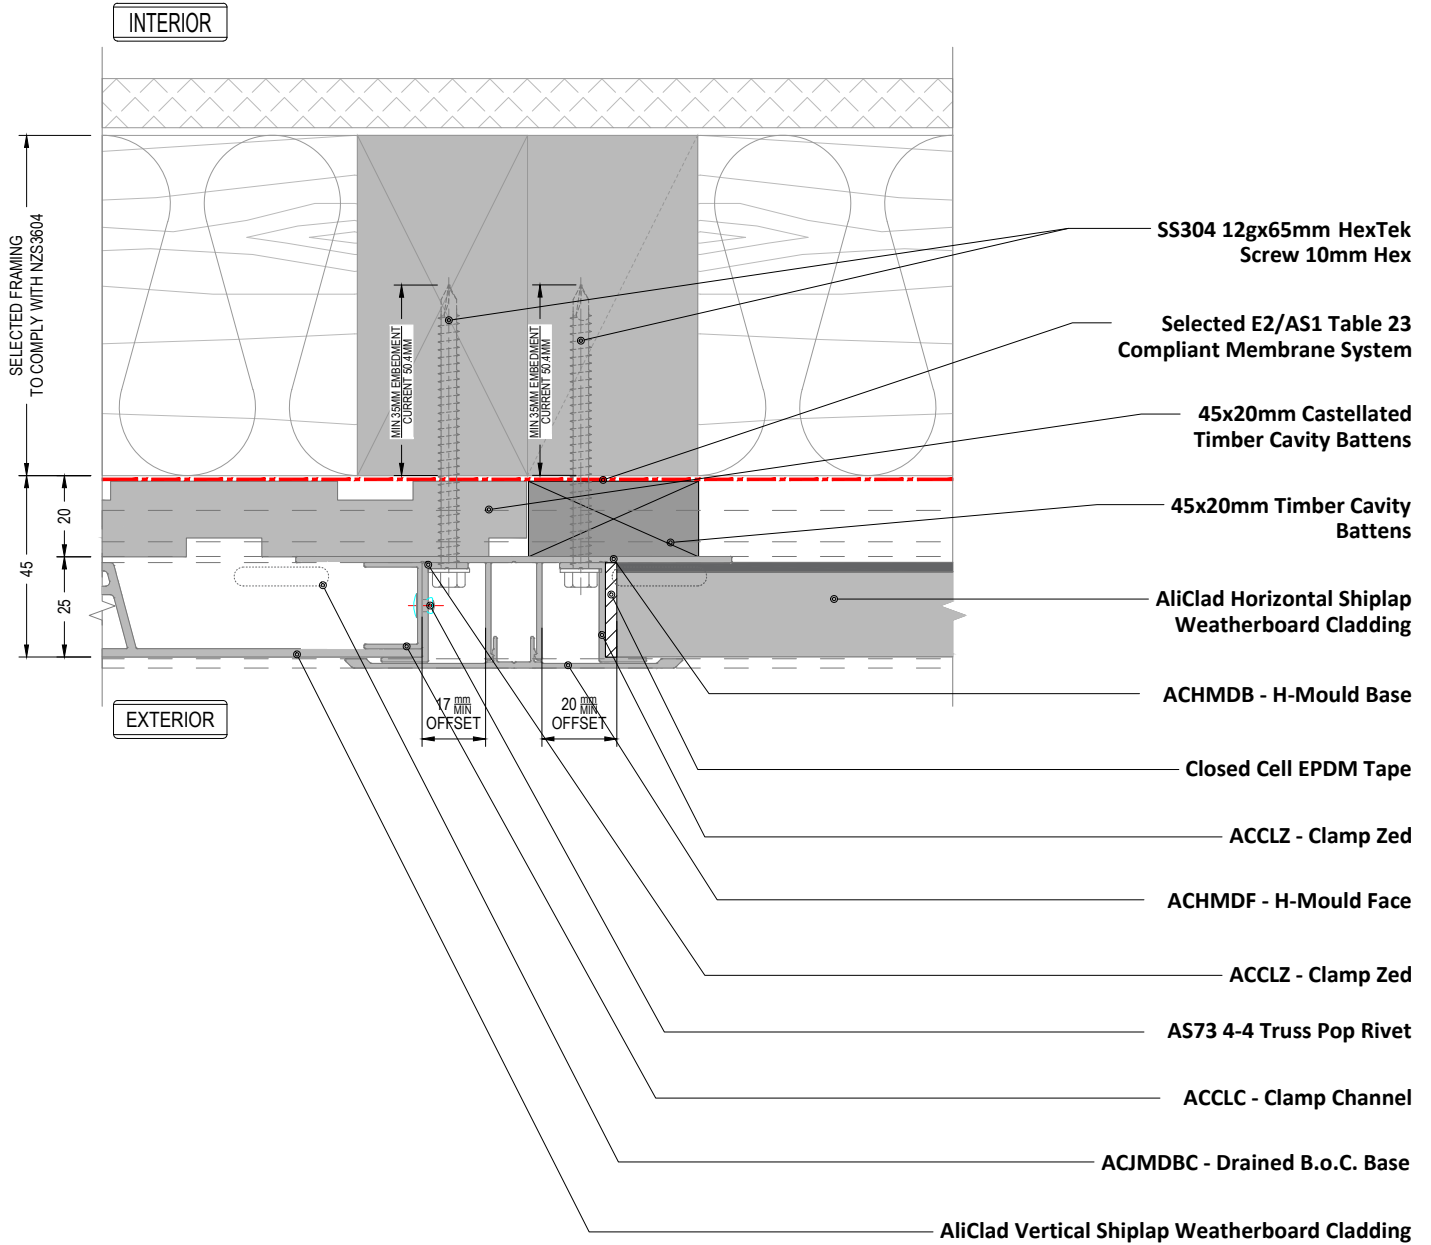 INTERIOR
SELECTED FRAMING
TO COMPLY WITH NZS3604
MIN 35MM EMBEDMENT
CURRENT 50.4MM
MIN 35MM EMBEDMENT
CURRENT 50.4MM
SS304 12gx65mm HexTek
Screw 10mm Hex
Selected E2/AS1 Table 23
Compliant Membrane System
45x20mm Castellated
Timber Cavity Battens
45x20mm Timber Cavity
Battens
20
45
25
AliClad Horizontal Shiplap
Weatherboard Cladding
ACHMDB - H-Mould Base
EXTERIOR
17 mm MIN
OFFSET
20 mm MIN
OFFSET
Closed Cell EPDM Tape
ACCLZ - Clamp Zed
ACHMDF - H-Mould Face
ACCLZ - Clamp Zed
AS73 4-4 Truss Pop Rivet
ACCLC - Clamp Channel
ACJMDBC - Drained B.o.C. Base
AliClad Vertical Shiplap Weatherboard Cladding